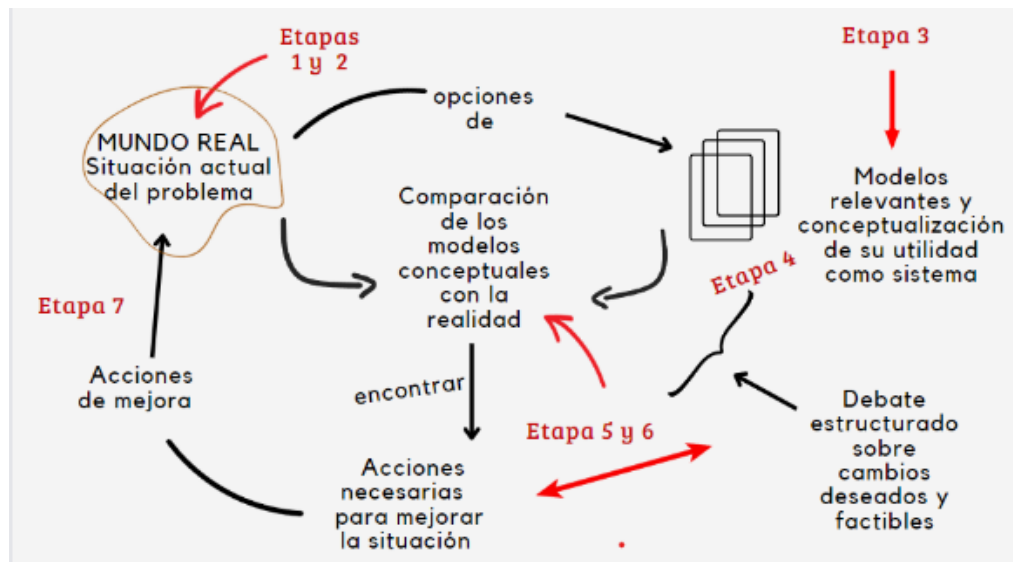 Etapas
1 y 2
Etapa 3
opciones
de
MUNDO REAL
Situación actual
del problema
Modelos
relevantes y
conceptualización
de su utilidad
como sistema
Comparación
de los
modelos
conceptuales
con la
realidad
Etapa 4
Etapa 7
Acciones
de mejora
encontrar
Etapa 5 y 6
Debate
estructurado
sobre
cambios
deseados y
factibles
Acciones
necesarias
para mejorar
la situación